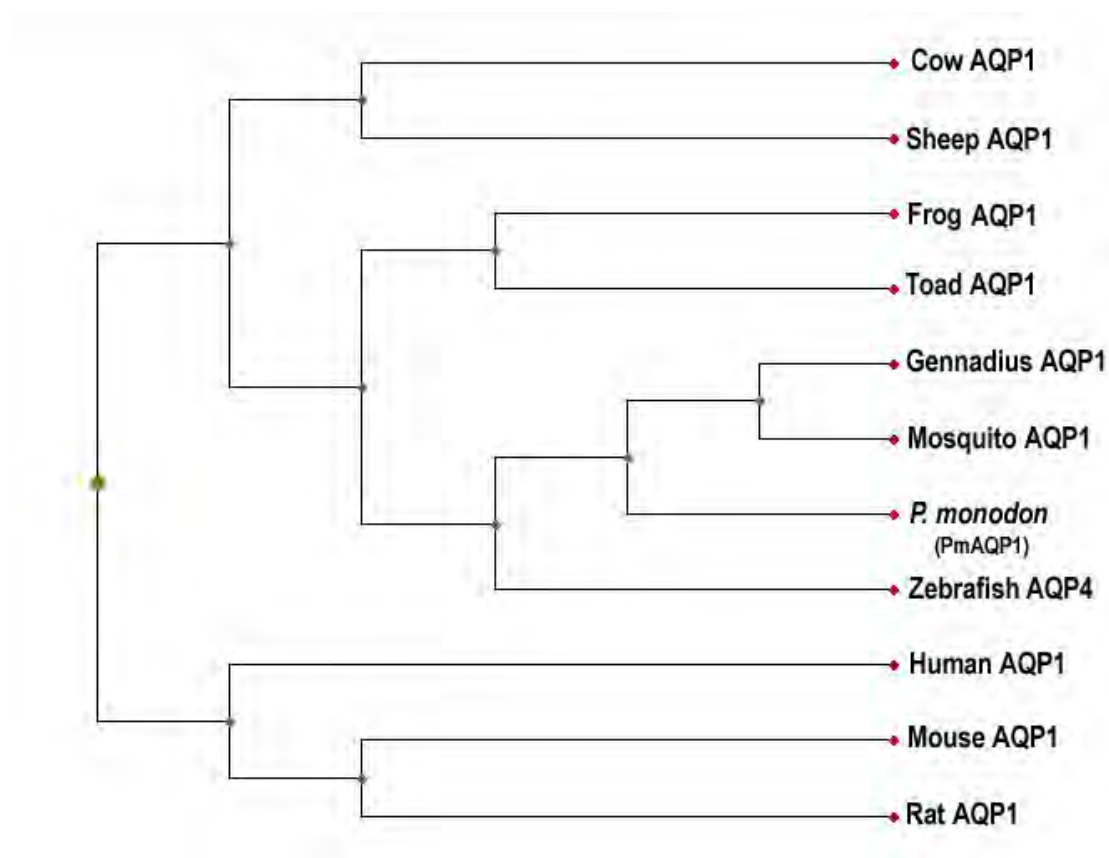 Cow AQP1
Sheep AQP1
Frog AQP1
Toad AQP1
Gennadius AQP1
Mosquito AQP1
P. monodon
(PmAQP1)
Zebrafish AQP4
Human AQP1
Mouse AQP1
Rat AQP1